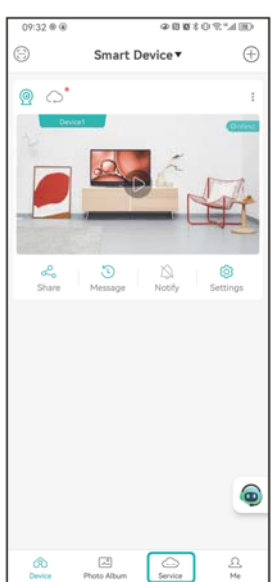 09:32
Smart Device▼
Device1
Online
Share Message Notify Settings
Device Photo Album Service Me